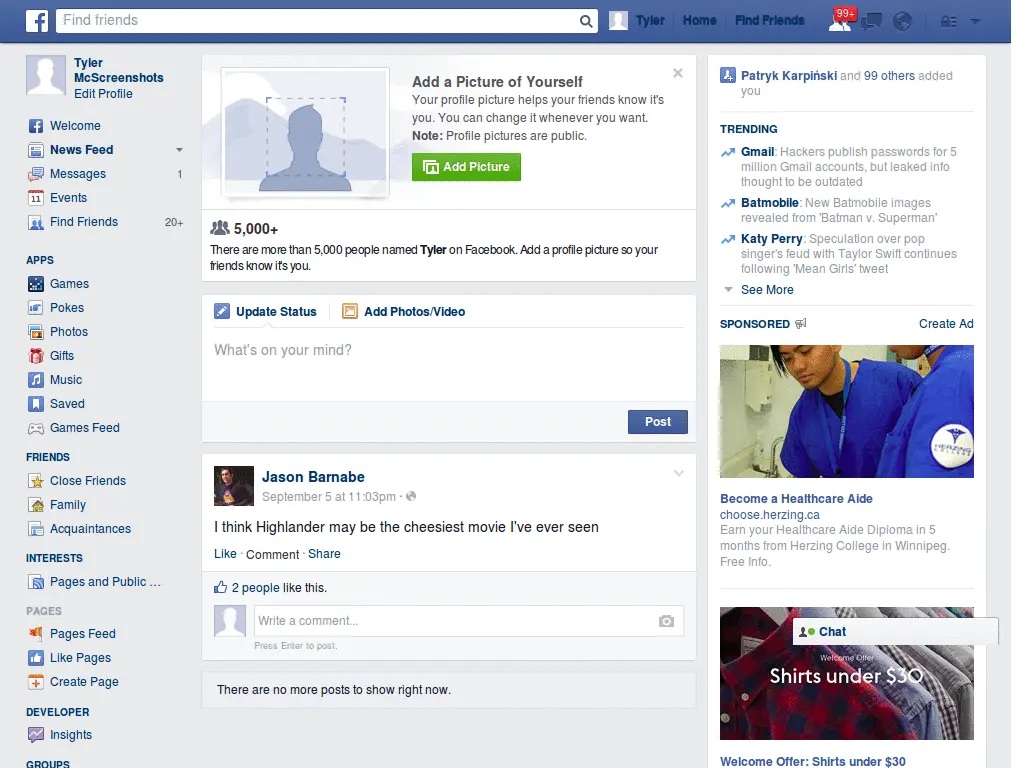 Find friends
Tyler
Home
Find Friends
99+
Tyler
McScreenshots
Edit Profile
Welcome
News Feed
Messages 1
Events
Find Friends 20+
APPS
Games
Pokes
Photos
Gifts
Music
Saved
Games Feed
FRIENDS
Close Friends
Family
Acquaintances
INTERESTS
Pages and Public ...
PAGES
Pages Feed
Like Pages
Create Page
DEVELOPER
Insights
GROUPS
Add a Picture of Yourself
Your profile picture helps your friends know it's
you. You can change it whenever you want.
Note: Profile pictures are public.
Add Picture
5,000+
There are more than 5,000 people named Tyler on Facebook. Add a profile picture so your
friends know it's you.
Update Status
Add Photos/Video
What's on your mind?
Post
Jason Barnabe
September 5 at 11:03pm ·
I think Highlander may be the cheesiest movie I've ever seen
Like · Comment · Share
2 people like this.
Write a comment...
Press Enter to post.
There are no more posts to show right now.
Patryk Karpiński and 99 others added
you
TRENDING
Gmail: Hackers publish passwords for 5
million Gmail accounts, but leaked info
thought to be outdated
Batmobile: New Batmobile images
revealed from 'Batman v. Superman'
Katy Perry: Speculation over pop
singer's feud with Taylor Swift continues
following 'Mean Girls' tweet
See More
SPONSORED
Create Ad
HERZING
COLLEGE
Become a Healthcare Aide
choose.herzing.ca
Earn your Healthcare Aide Diploma in 5
months from Herzing College in Winnipeg.
Free Info.
Chat
Welcome Offer
Shirts under $30
Welcome Offer: Shirts under $30